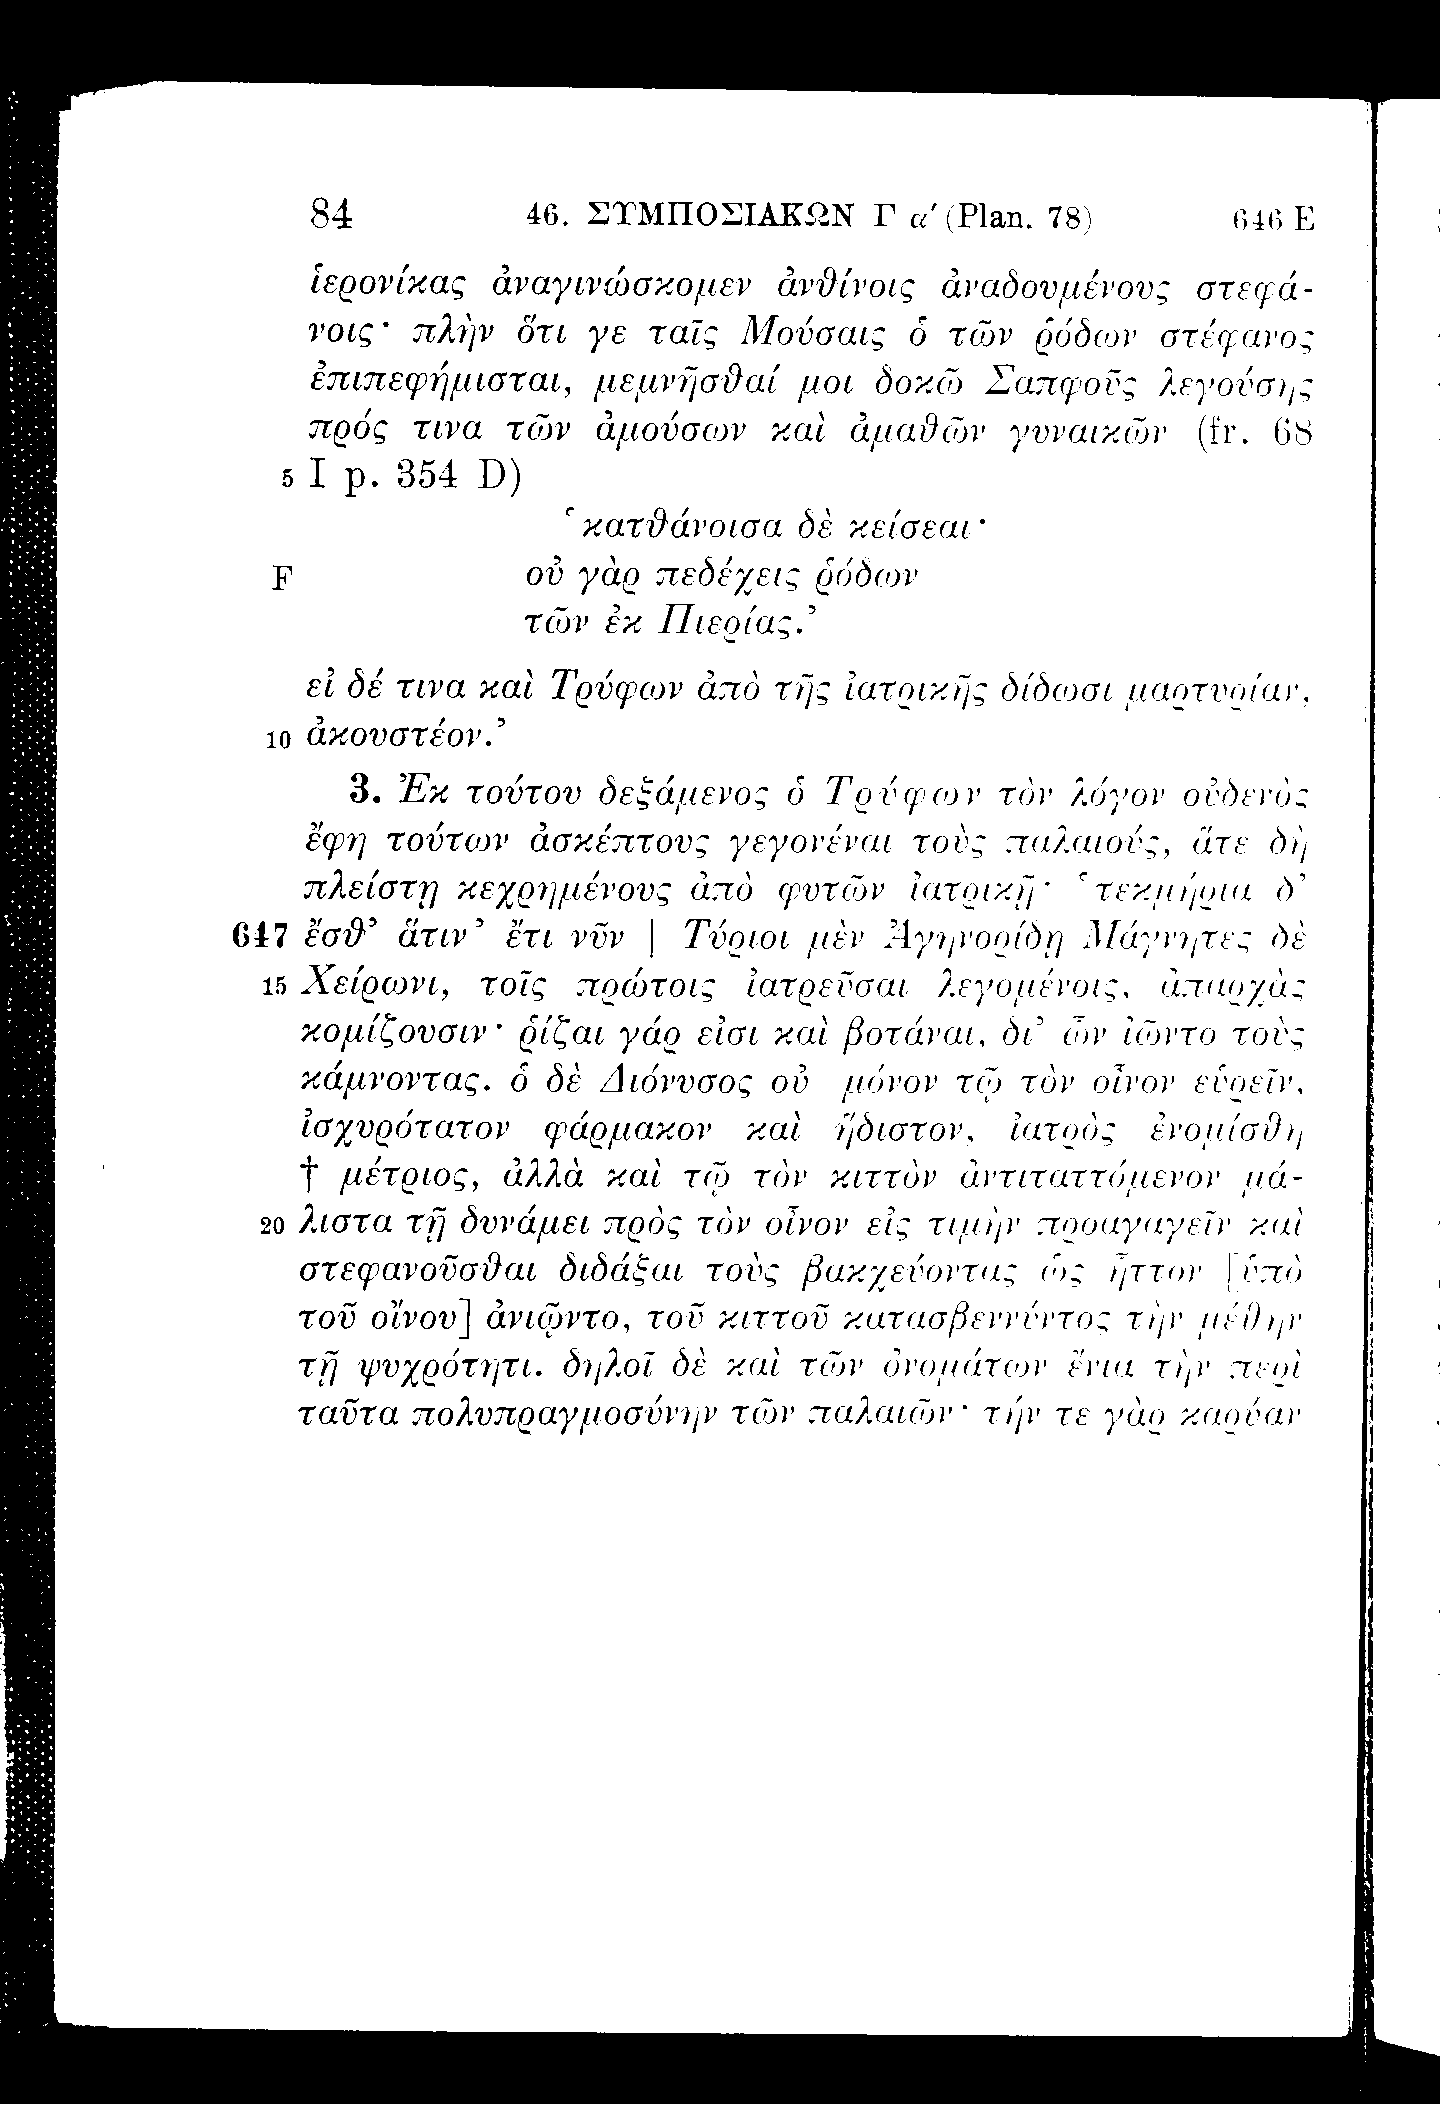 84 46. ΣΥΜΠΟΣΙΑΚΩΝ Γ α′ (Plan. 78) 646 E
ἱερονίκας ἀναγινώσκομεν ἀνθίνοις ἀναδουμένους στεφά-
νοις· πλὴν ὅτι γε ταῖς Μούσαις ὁ τῶν ῥόδων στέφανος
ἐπιπεφήμισται, μεμνῆσθαί μοι δοκῶ Σαπφοῦς λεγούσης
πρός τινα τῶν ἀμούσων καὶ ἀμαθῶν γυναικῶν (fr. 68
5 I p. 354 D)
‘κατθάνοισα δὲ κείσεαι·
F οὐ γὰρ πεδέχεις ῥόδων
τῶν ἐκ Πιερίας.’
εἰ δέ τινα καὶ Τρύφων ἀπὸ τῆς ἰατρικῆς δίδωσι μαρτυρίαν,
10 ἀκουστέον.’
3. Ἐκ τούτου δεξάμενος ὁ Τρύφων τὸν λόγον οὐδενὸς
ἔφη τούτων ἀσκέπτους γεγονέναι τοὺς παλαιούς, ἅτε δὴ
πλείστῃ κεχρημένους ἀπὸ φυτῶν ἰατρικῇ· ‘τεκμήρια δ’
647 ἔσθ’ ἅτιν’ ἔτι νῦν | Τύριοι μὲν Ἀγηνορίδῃ Μάγνητες δὲ
15 Χείρωνι, τοῖς πρώτοις ἰατρεῦσαι λεγομένοις, ἀπαρχὰς
κομίζουσιν· ῥίζαι γάρ εἰσι καὶ βοτάναι, δι’ ὧν ἰῶντο τοὺς
κάμνοντας. ὁ δὲ Διόνυσος οὐ μόνον τῷ τὸν οἶνον εὑρεῖν,
ἰσχυρότατον φάρμακον καὶ ἥδιστον, ἰατρὸς ἐνομίσθη
† μέτριος, ἀλλὰ καὶ τῷ τὸν κιττὸν ἀντιταττόμενον μά-
20 λιστα τῇ δυνάμει πρὸς τὸν οἶνον εἰς τιμὴν προαγαγεῖν καὶ
στεφανοῦσθαι διδάξαι τοὺς βακχεύοντας ὡς ἧττον [ὑπὸ
τοῦ οἴνου] ἀνιῷντο, τοῦ κιττοῦ κατασβεννύντος τὴν μέθην
τῇ ψυχρότητι. δηλοῖ δὲ καὶ τῶν ὀνομάτων ἔνια τὴν περὶ
ταῦτα πολυπραγμοσύνην τῶν παλαιῶν· τήν τε γὰρ καρύαν